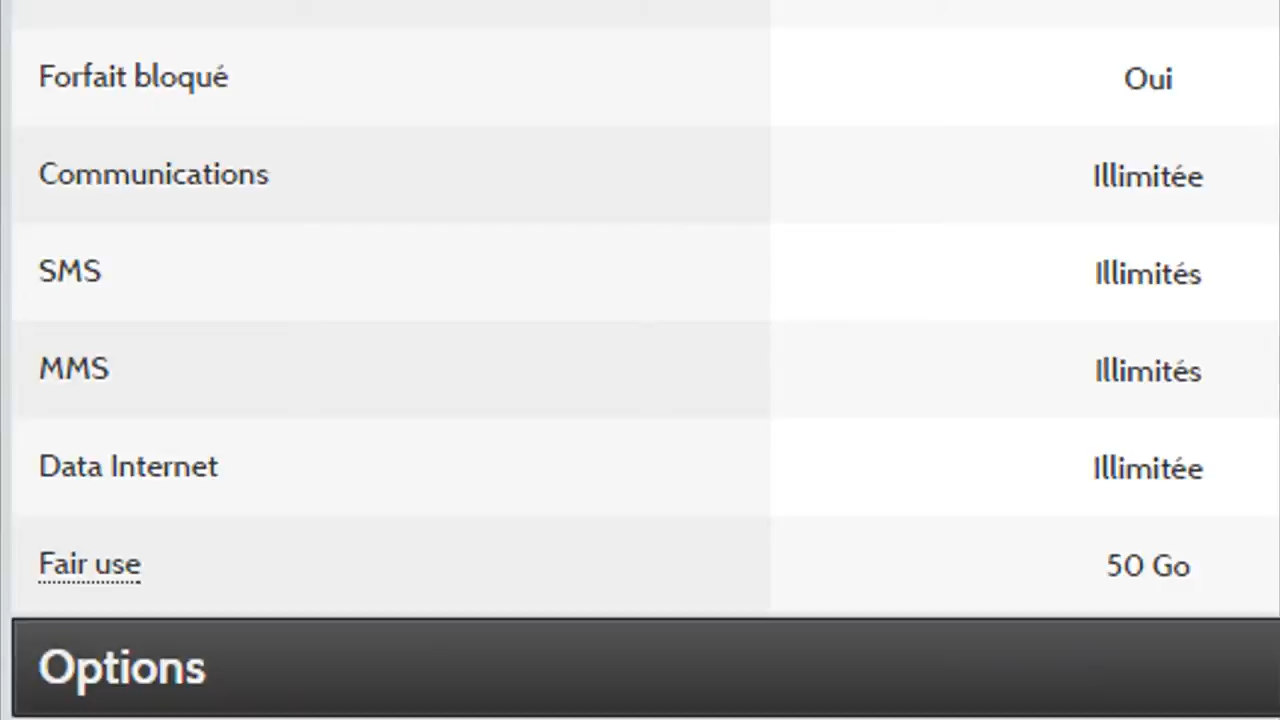 Forfait bloqué Oui
Communications Illimitée
SMS Illimités
MMS Illimités
Data Internet Illimitée
Fair use 50 Go
Options